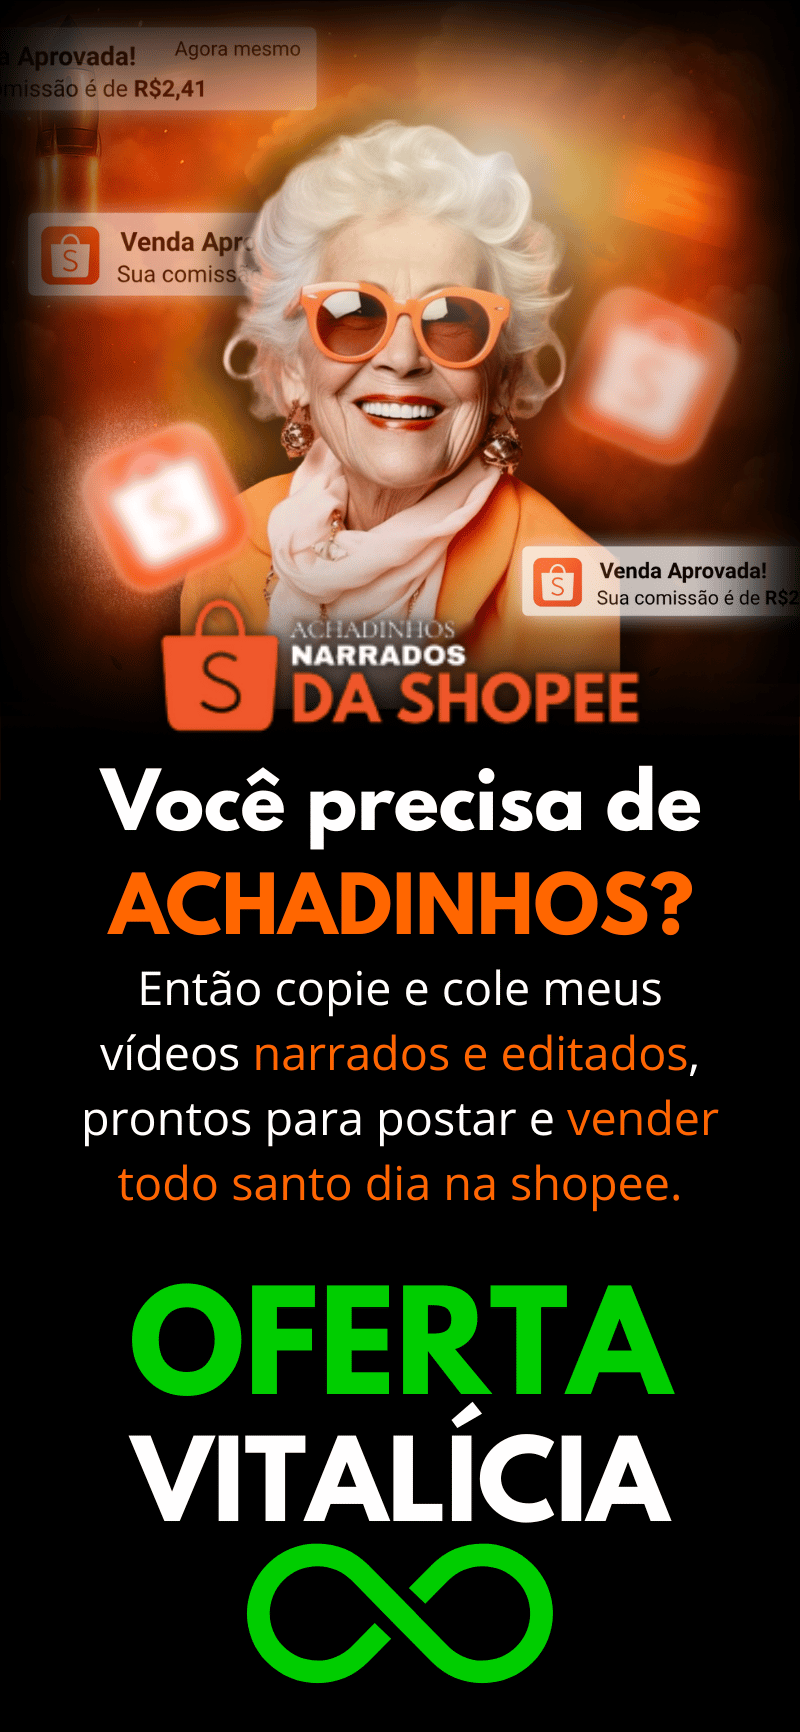 Aprovada!
Agora mesmo
missão é de R$2,41
Venda Apro
Sua comissã
Venda Aprovada!
Sua comissão é de R$2
ACHADINHOS
NARRADOS
DA SHOPEE
Você precisa de
ACHADINHOS?
Então copie e cole meus
vídeos narrados e editados,
prontos para postar e vender
todo santo dia na shopee.
OFERTA
VITALÍCIA